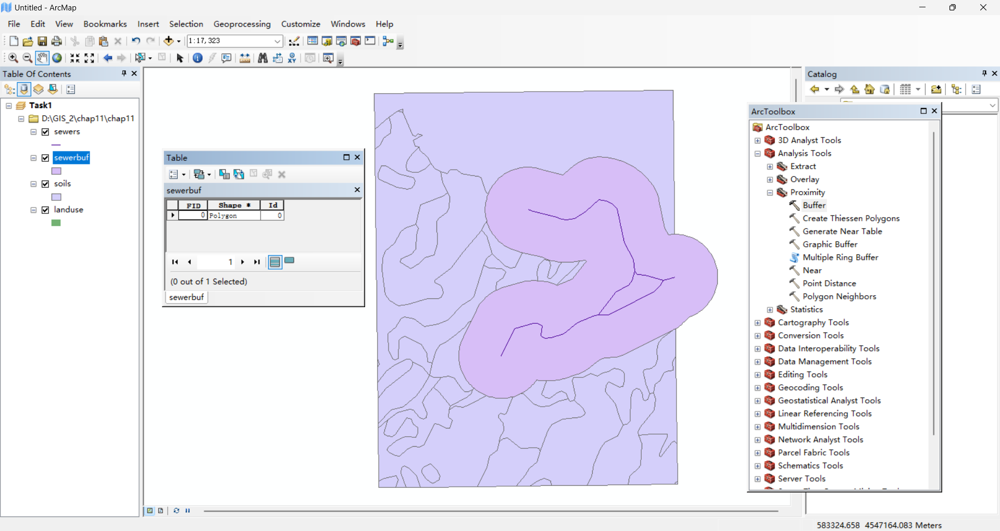 Untitled - ArcMap
File Edit View Bookmarks Insert Selection Geoprocessing Customize Windows Help
1:17,323
Table Of Contents
Task1
D:\GIS_2\chap11\chap11
sewers
sewerbuf
soils
landuse
Table
sewerbuf
FID Shape * Id
0 Polygon 0
1
(0 out of 1 Selected)
sewerbuf
Catalog
ArcToolbox
ArcToolbox
3D Analyst Tools
Analysis Tools
Extract
Overlay
Proximity
Buffer
Create Thiessen Polygons
Generate Near Table
Graphic Buffer
Multiple Ring Buffer
Near
Point Distance
Polygon Neighbors
Statistics
Cartography Tools
Conversion Tools
Data Interoperability Tools
Data Management Tools
Editing Tools
Geocoding Tools
Geostatistical Analyst Tools
Linear Referencing Tools
Multidimension Tools
Network Analyst Tools
Parcel Fabric Tools
Schematics Tools
Server Tools
583324.658 4547164.083 Meters